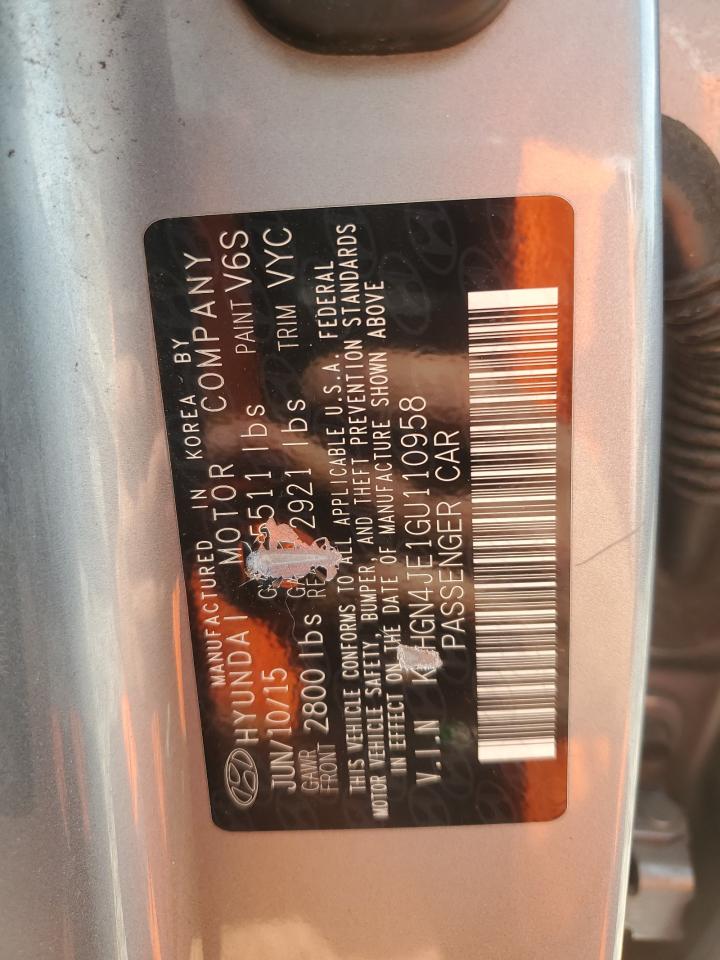 MANUFACTURED IN KOREA BY
HYUNDAI MOTOR COMPANY
JUN/10/15 5511 lbs PAINT V6S
GAWR
FRONT 2800 lbs 2921 lbs TRIM VYC
THIS VEHICLE CONFORMS TO ALL APPLICABLE U.S.A. FEDERAL
MOTOR VEHICLE SAFETY, BUMPER, AND THEFT PREVENTION STANDARDS
IN EFFECT ON THE DATE OF MANUFACTURE SHOWN ABOVE
V.I.N HGN4JE1GU110958
PASSENGER CAR